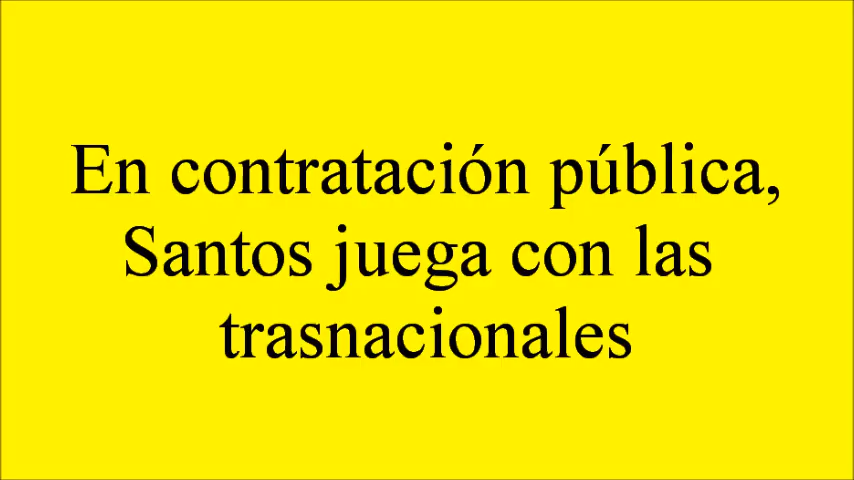 En contratación pública,
Santos juega con las
trasnacionales